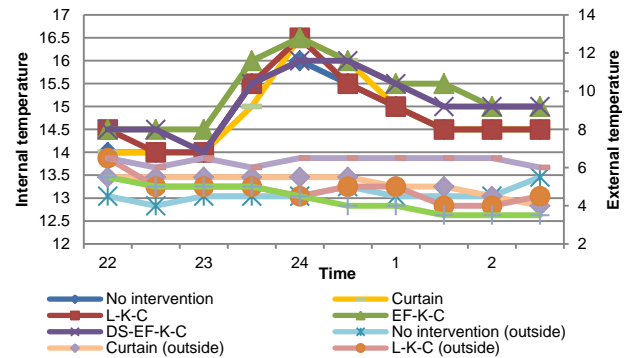 17
16.5
16
15.5
15
14.5
14
13.5
13
12.5
12
Internal temperature
14
12
10
8
6
4
2
External temperature
22 23 24 1 2
Time
No intervention Curtain
L-K-C EF-K-C
DS-EF-K-C No intervention (outside)
Curtain (outside) L-K-C (outside)